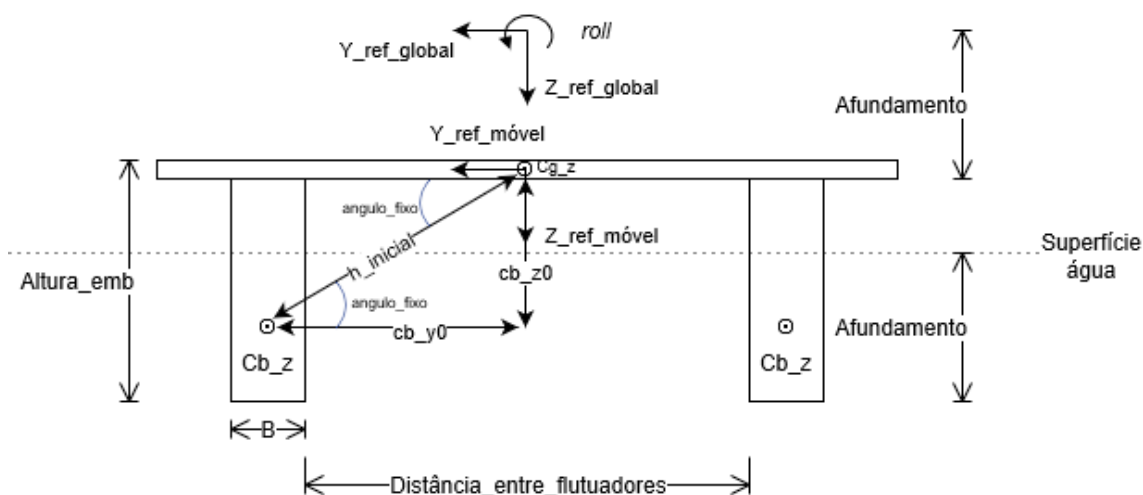 roll
Y_ref_global
Z_ref_global
Afundamento
Y_ref_móvel
Cg_z
angulo_fixo
h_inicial
Z_ref_móvel
Superfície
água
Altura_emb
cb_z0
angulo_fixo
cb_y0
Afundamento
Cb_z
Cb_z
B
Distância_entre_flutuadores